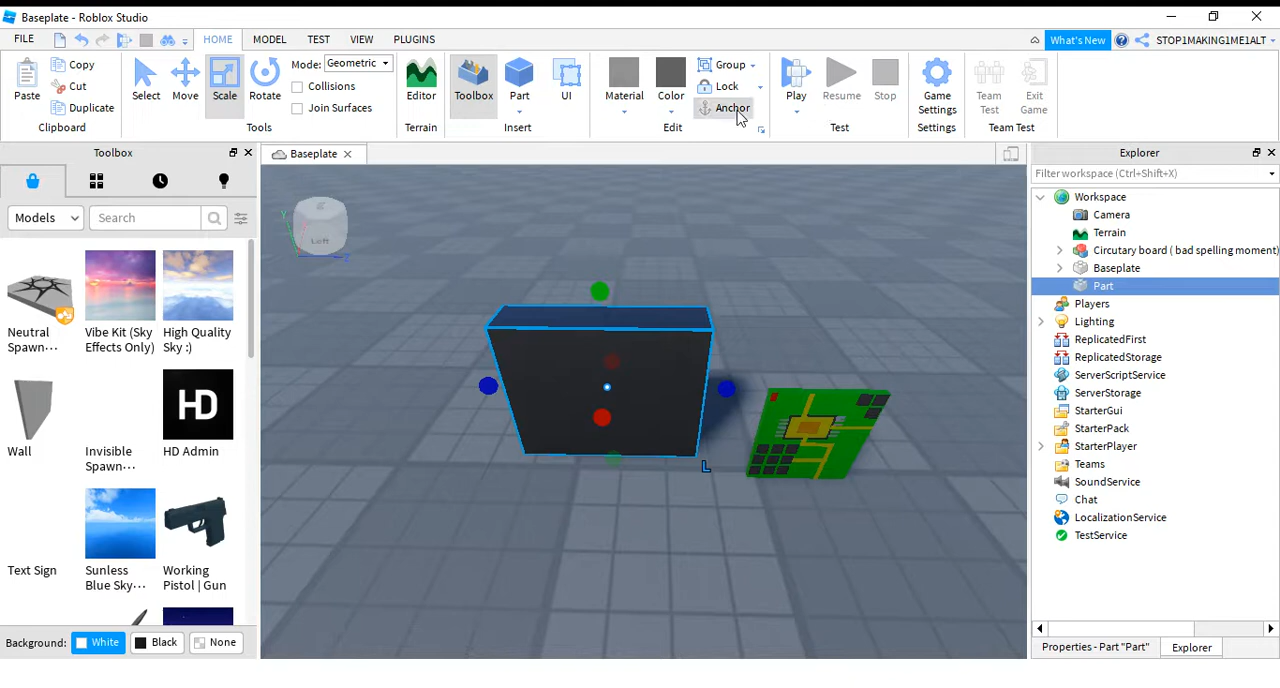 Baseplate - Roblox Studio
FILE HOME MODEL TEST VIEW PLUGINS What's New STOP1MAKING1ME1ALT
Copy
Cut
Duplicate
Paste
Clipboard
Select Move Scale Rotate
Mode: Geometric
Collisions
Join Surfaces
Tools
Editor
Terrain
Toolbox Part UI
Insert
Material Color
Group
Lock
Anchor
Edit
Play Resume Stop
Test
Game Settings
Settings
Team Test
Exit Game
Team Test
Toolbox
Models Search
Neutral Spawn...
Vibe Kit (Sky Effects Only)
High Quality Sky :)
Wall
Invisible Spawn...
HD
HD Admin
Text Sign
Sunless Blue Sky...
Working Pistol | Gun
Background: White Black None
Baseplate
Y
Left
Z
L
Explorer
Filter workspace (Ctrl+Shift+X)
Workspace
Camera
Terrain
Circutary board ( bad spelling moment)
Baseplate
Part
Players
Lighting
ReplicatedFirst
ReplicatedStorage
ServerScriptService
ServerStorage
StarterGui
StarterPack
StarterPlayer
Teams
SoundService
Chat
LocalizationService
TestService
Properties - Part "Part" Explorer